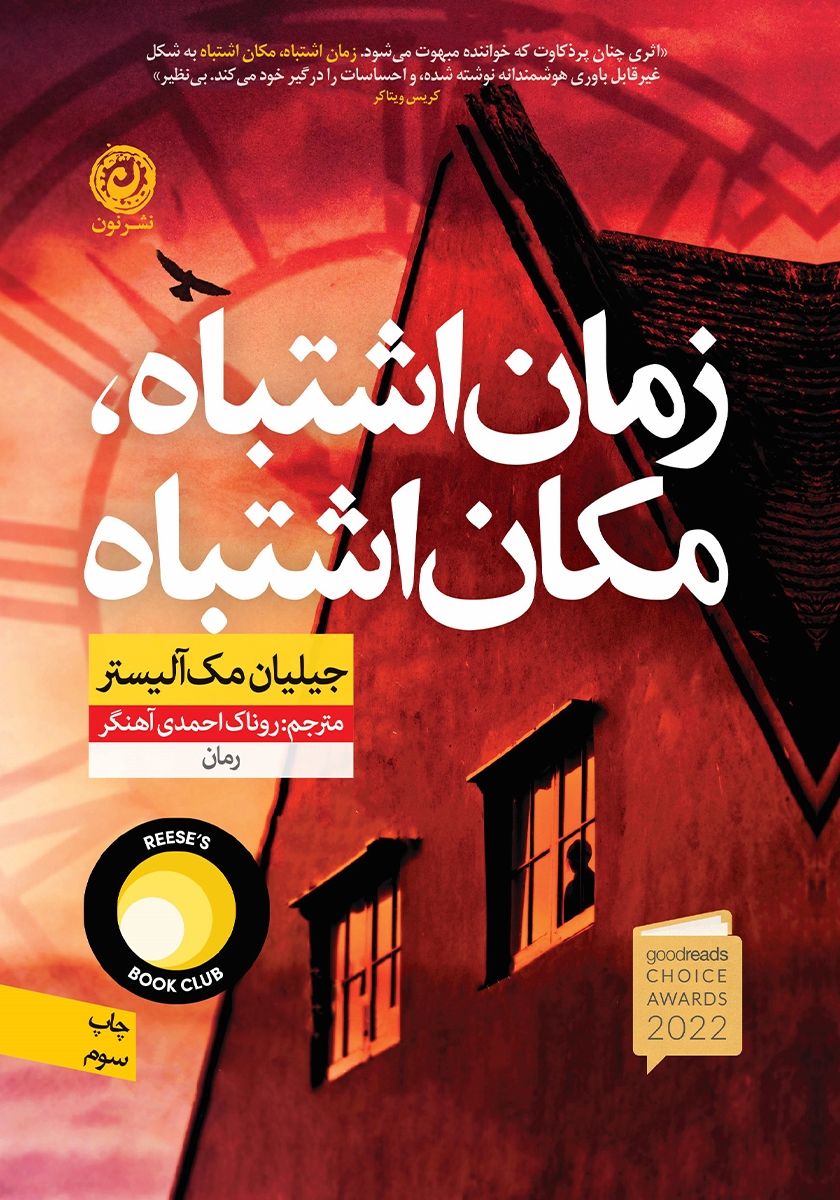 «اثری چنان پرذکاوت که خواننده مبهوت می‌شود. زمان اشتباه، مکان اشتباه به شکل
غیرقابل باوری هوشمندانه نوشته شده، و احساسات را درگیر خود می‌کند. بی‌نظیر»
کریس ویتاکر
نشر نون
زمان اشتباه،
مکان اشتباه
جیلیان مک‌آلیستر
مترجم: روناک احمدی آهنگر
رمان
REESE'S
BOOK CLUB
goodreads
CHOICE
AWARDS
2022
چاپ
سوم